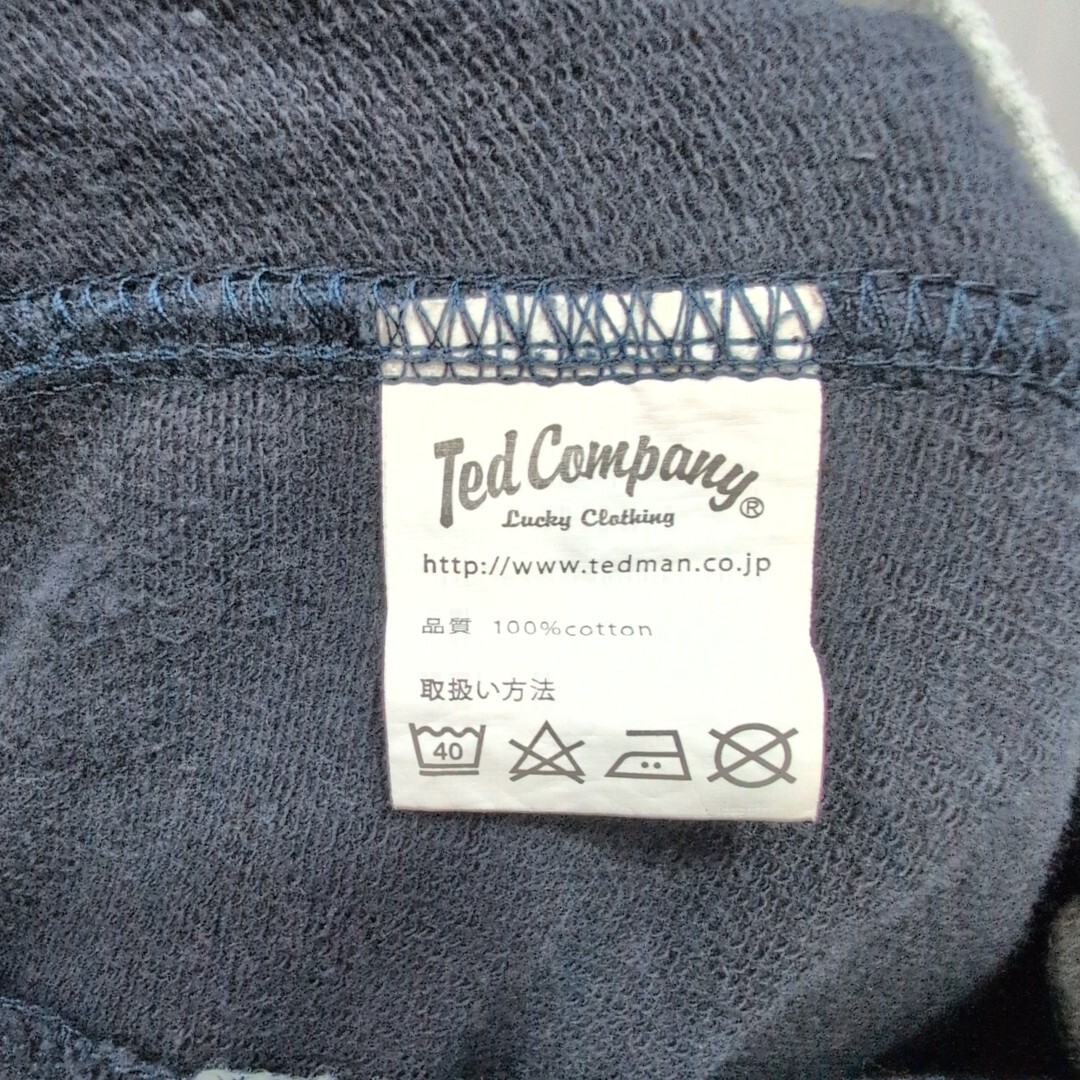 Ted Company®
Lucky Clothing
http://www.tedman.co.jp
品質 100%cotton
取扱い方法
40